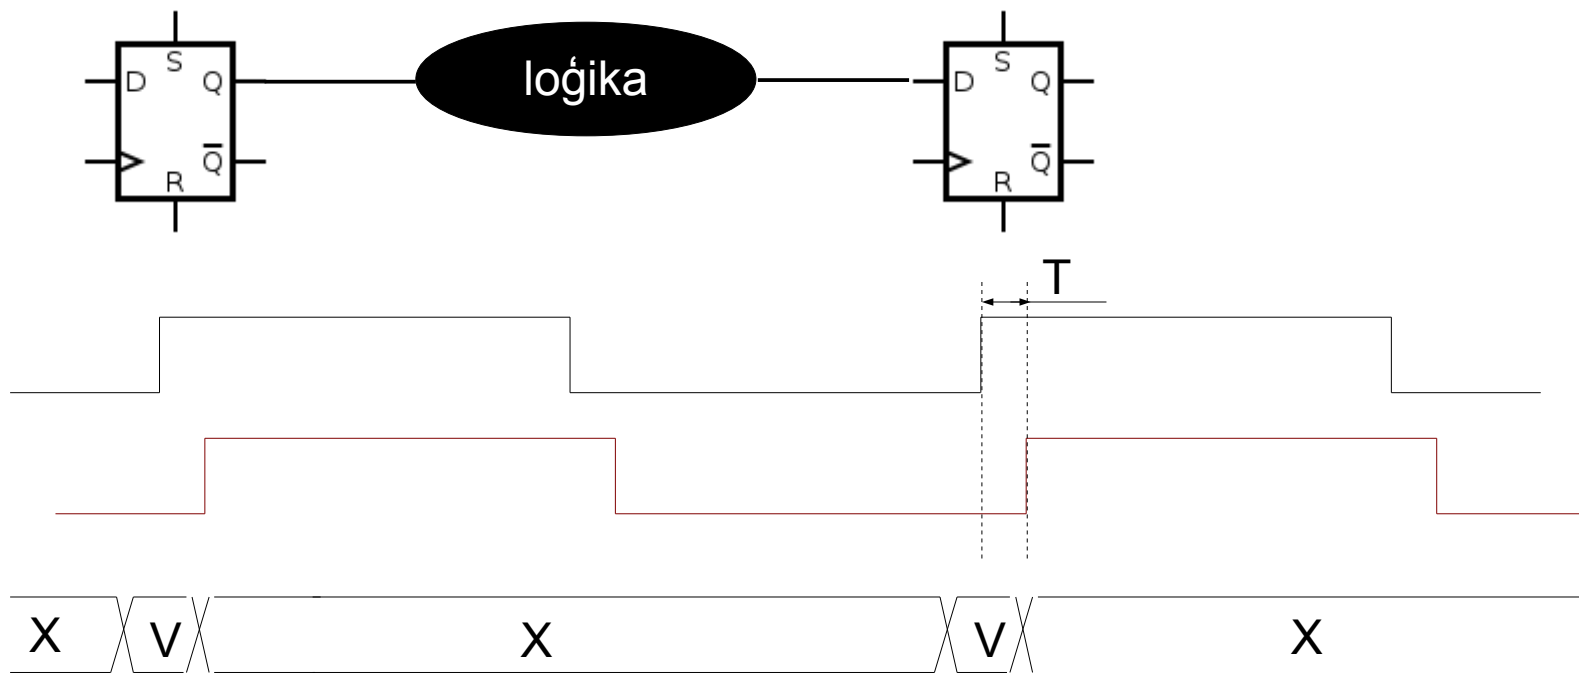 S S
D Q loģika D Q
Q̅ Q̅
R R
T
X V X V X